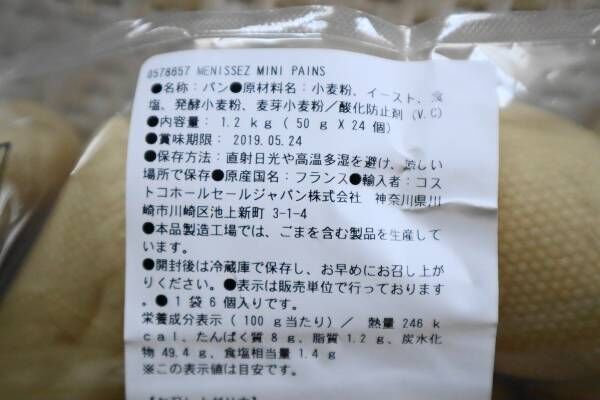 0578657 MENISSEZ MINI PAINS
●名称：パン●原材料名：小麦粉、イースト、食
塩、発酵小麦粉、麦芽小麦粉／酸化防止剤（V.C）
●内容量：1.2kg（50g×24個）
●賞味期限：2019.05.24
●保存方法：直射日光や高温多湿を避け、涼しい
場所で保存●原産国名：フランス●輸入者：コス
トコホールセールジャパン株式会社 神奈川県川
崎市川崎区池上新町 3-1-4
●本品製造工場では、ごまを含む製品を生産して
います。
●開封後は冷蔵庫で保存し、お早めにお召し上が
りください。●表示は販売単位で行っております
。●１袋６個入りです。
栄養成分表示（100g当たり）／ 熱量 246 k
cal、たんぱく質 8g、脂質 1.2g、炭水化
物 49.4g、食塩相当量 1.4g
※この表示値は目安です。